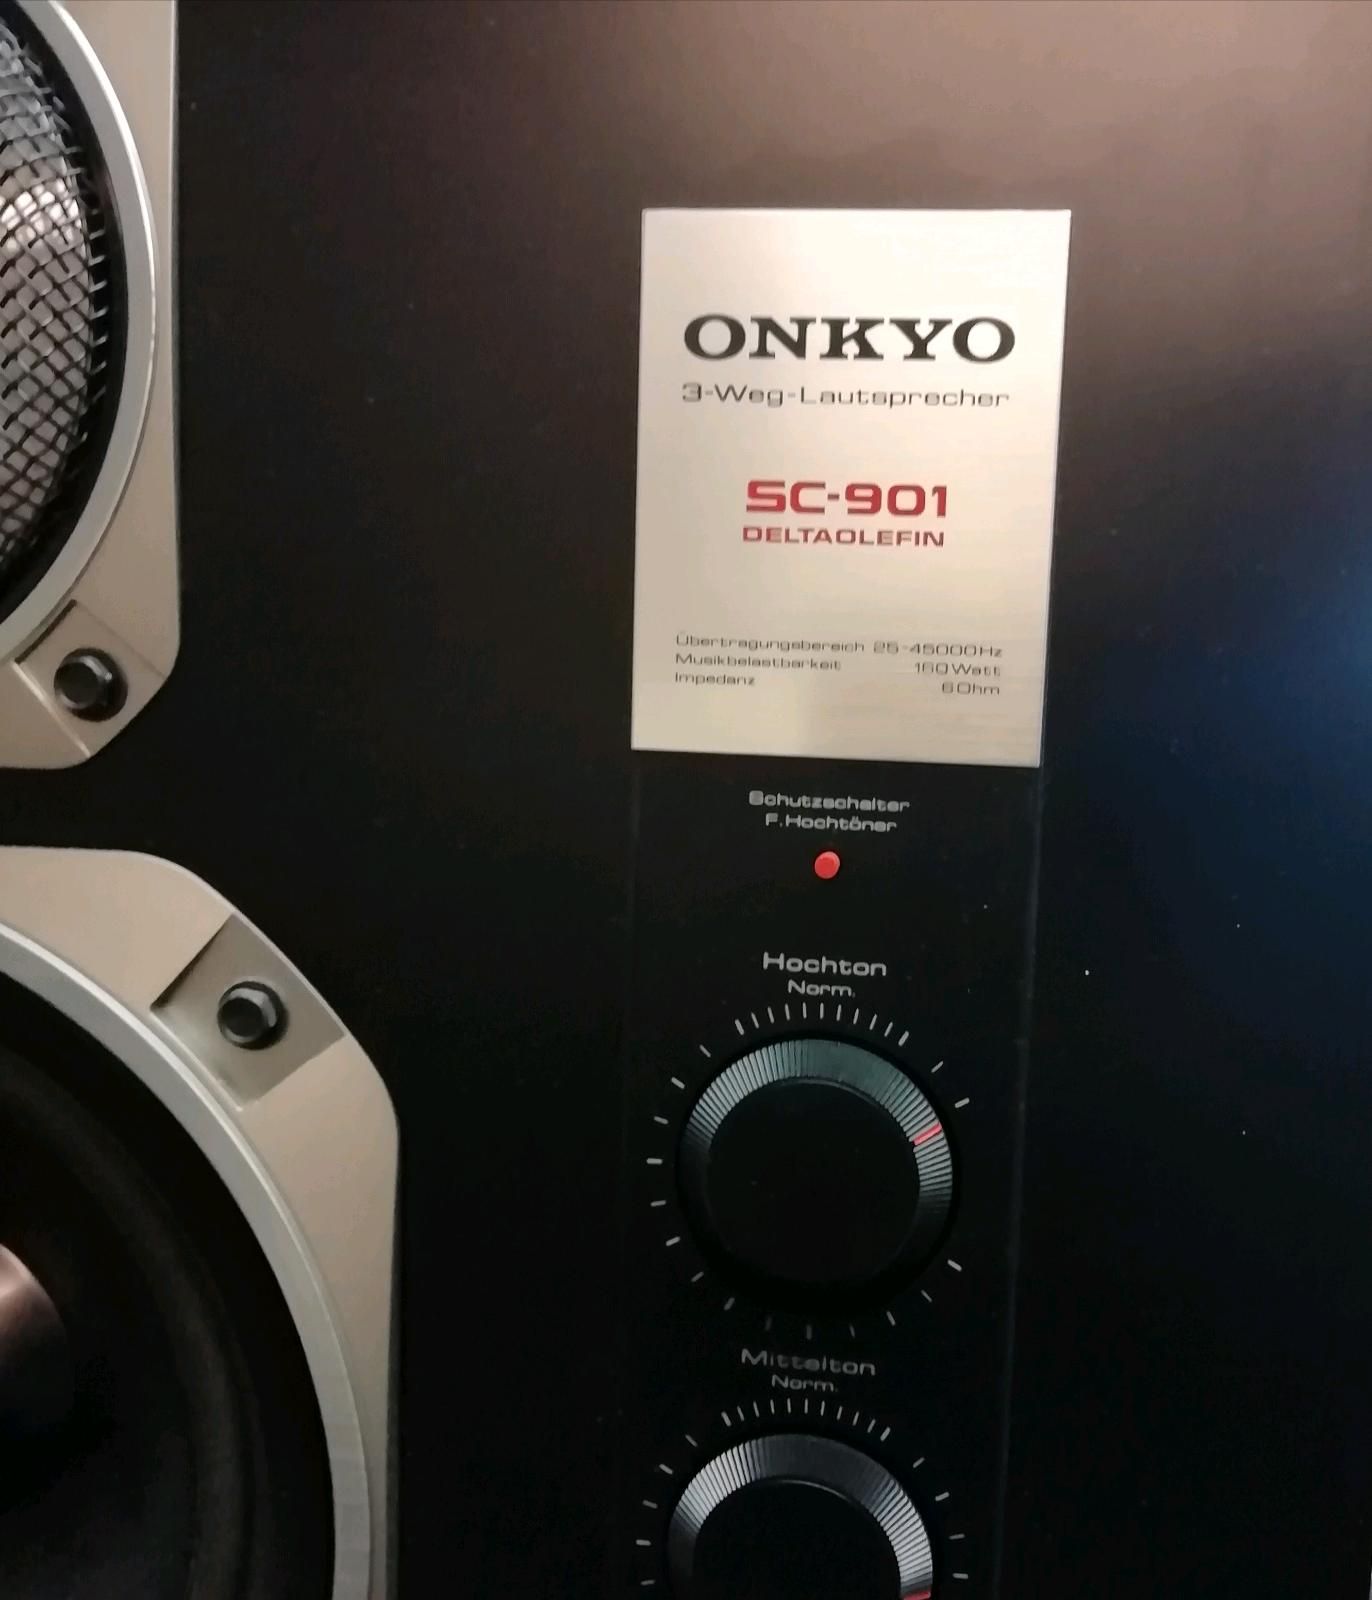 ONKYO
3-Weg-Lautsprecher
SC-901
DELTAOLEFIN
Übertragungsbereich 25-45000Hz
Musikbelastbarkeit 160Watt
Impedanz 6Ohm
Schutzschalter
F.Hochtöner
Hochton
Norm.
Mittelton
Norm.